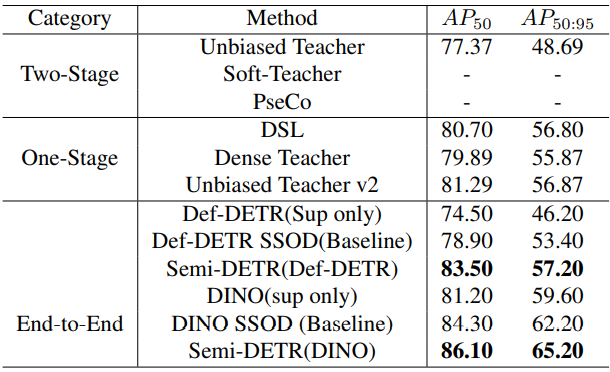 Category Method AP50 AP50:95
Unbiased Teacher 77.37 48.69
Two-Stage Soft-Teacher - -
PseCo - -
DSL 80.70 56.80
One-Stage Dense Teacher 79.89 55.87
Unbiased Teacher v2 81.29 56.87
Def-DETR(Sup only) 74.50 46.20
Def-DETR SSOD(Baseline) 78.90 53.40
Semi-DETR(Def-DETR) 83.50 57.20
DINO(sup only) 81.20 59.60
End-to-End DINO SSOD (Baseline) 84.30 62.20
Semi-DETR(DINO) 86.10 65.20